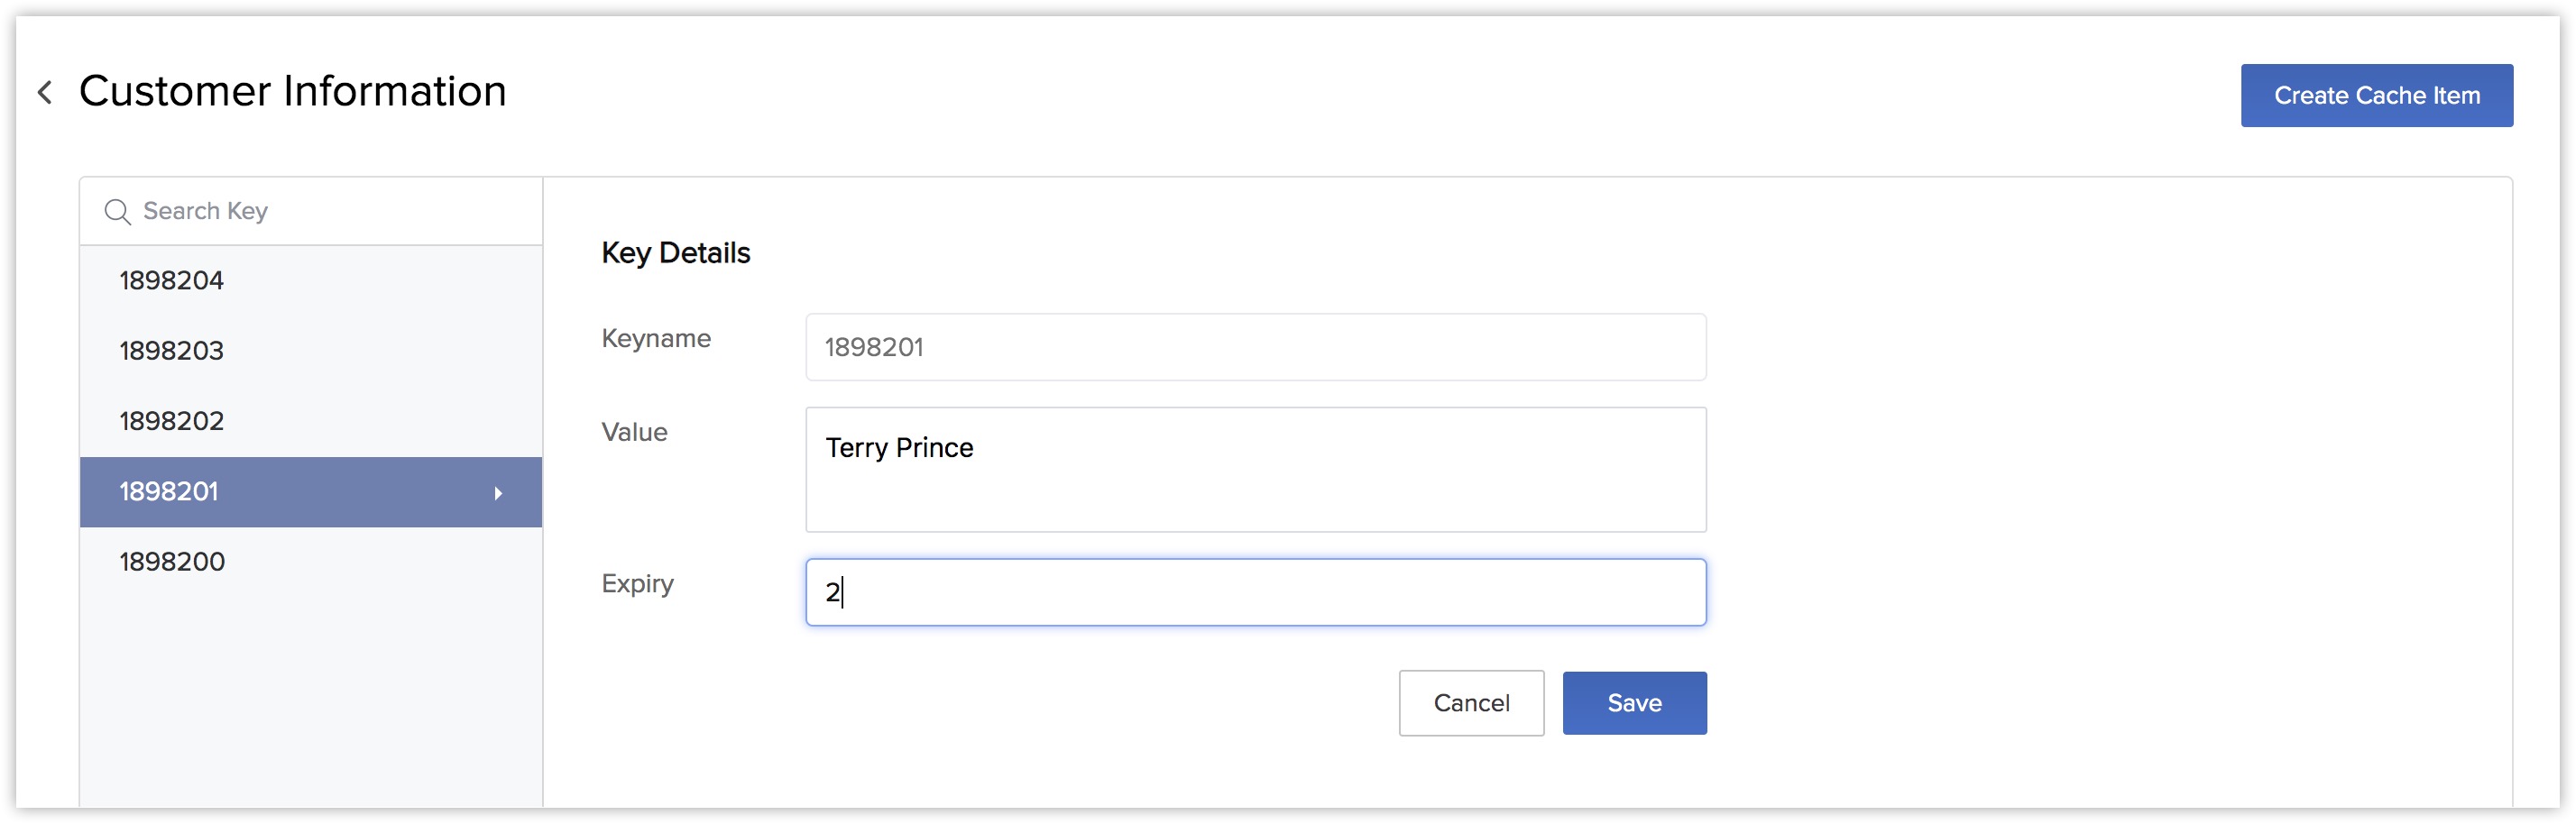 Customer Information
Create Cache Item
Search Key
1898204
1898203
1898202
1898201
1898200
Key Details
Keyname
1898201
Value
Terry Prince
Expiry
2
Cancel
Save